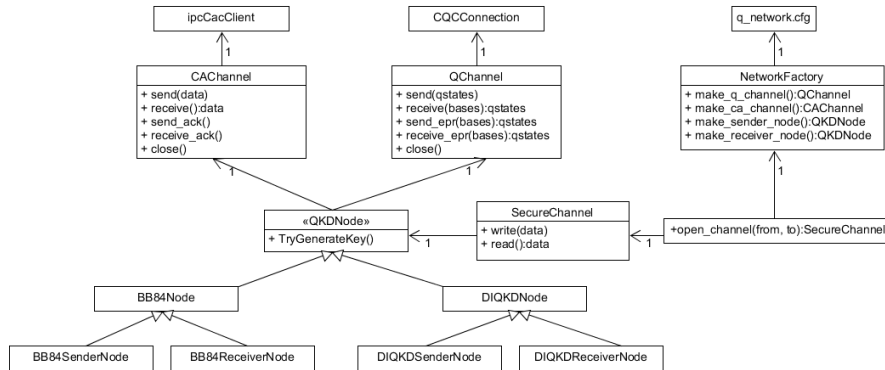 ipcCacClient
CQCConnection
q_network.cfg
1
1
1
CAChannel
+ send(data)
+ receive():data
+ send_ack()
+ receive_ack()
+ close()
QChannel
+ send(qstates)
+ receive(bases):qstates
+ send_epr(bases):qstates
+ receive_epr(bases):qstates
+ close()
NetworkFactory
+ make_q_channel():QChannel
+ make_ca_channel():CAChannel
+ make_sender_node():QKDNode
+ make_receiver_node():QKDNode
1
1
1
«QKDNode»
+ TryGenerateKey()
1
SecureChannel
+ write(data)
+ read():data
1
+open_channel(from, to):SecureChannel
BB84Node
DIQKDNode
BB84SenderNode
BB84ReceiverNode
DIQKDSenderNode
DIQKDReceiverNode